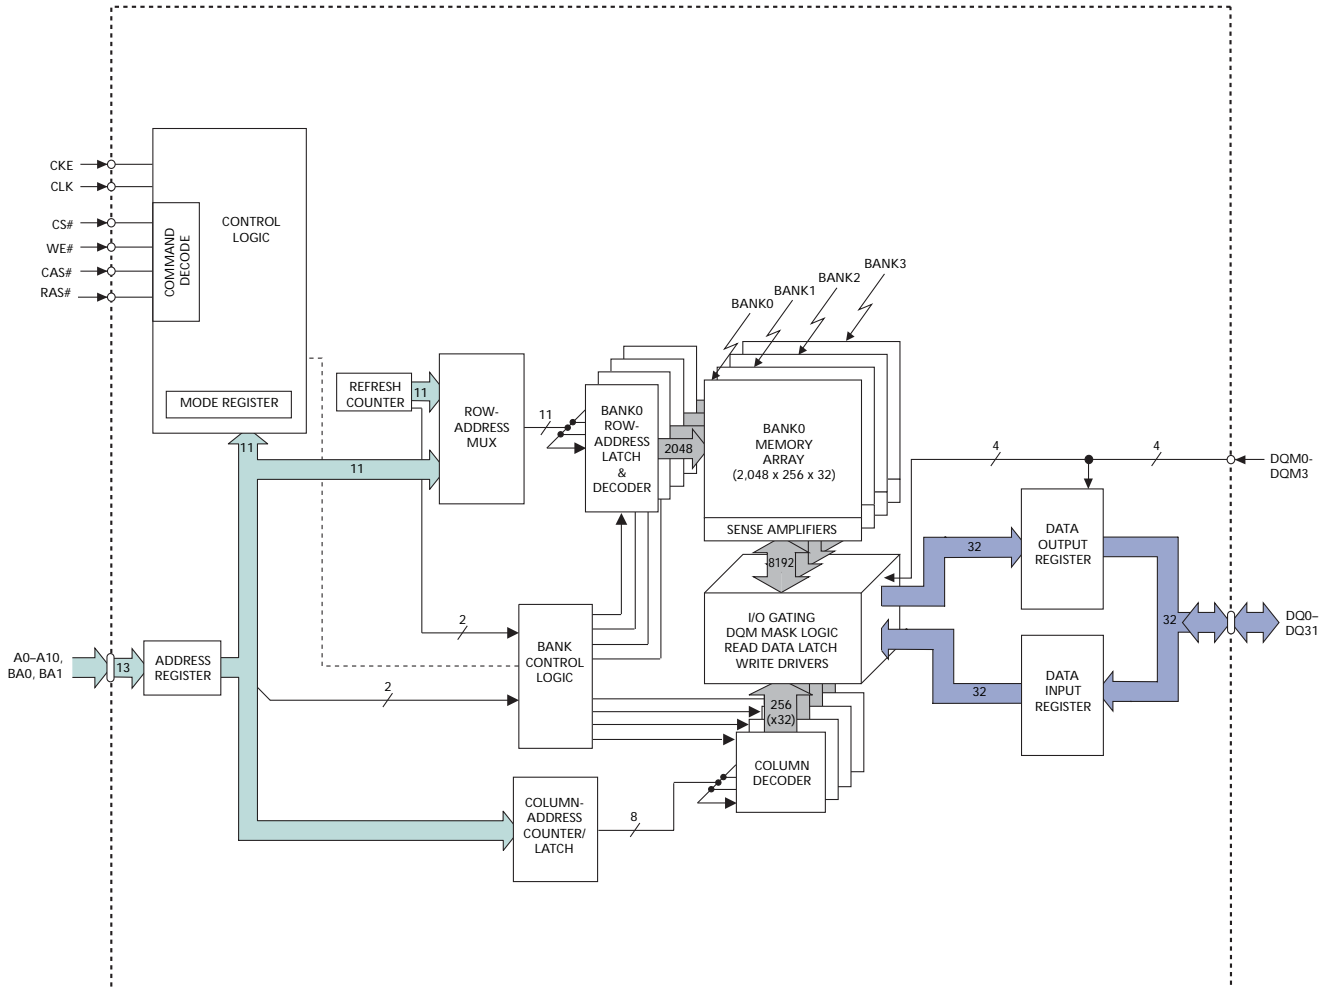 CKE
CLK
CS#
WE#
CAS#
RAS#
COMMAND
DECODE
CONTROL
LOGIC
MODE REGISTER
BANK0
BANK1
BANK2
BANK3
REFRESH
COUNTER
11
ROW-
ADDRESS
MUX
11
BANK0
ROW-
ADDRESS
LATCH
&
DECODER
2048
BANK0
MEMORY
ARRAY
(2,048 x 256 x 32)
SENSE AMPLIFIERS
11
11
8192
4
4
DQM0-
DQM3
DATA
OUTPUT
REGISTER
32
I/O GATING
DQM MASK LOGIC
READ DATA LATCH
WRITE DRIVERS
32
DQ0–
DQ31
DATA
INPUT
REGISTER
32
2
BANK
CONTROL
LOGIC
A0–A10,
BA0, BA1
13
ADDRESS
REGISTER
2
256
(x32)
COLUMN
DECODER
COLUMN-
ADDRESS
COUNTER/
LATCH
8